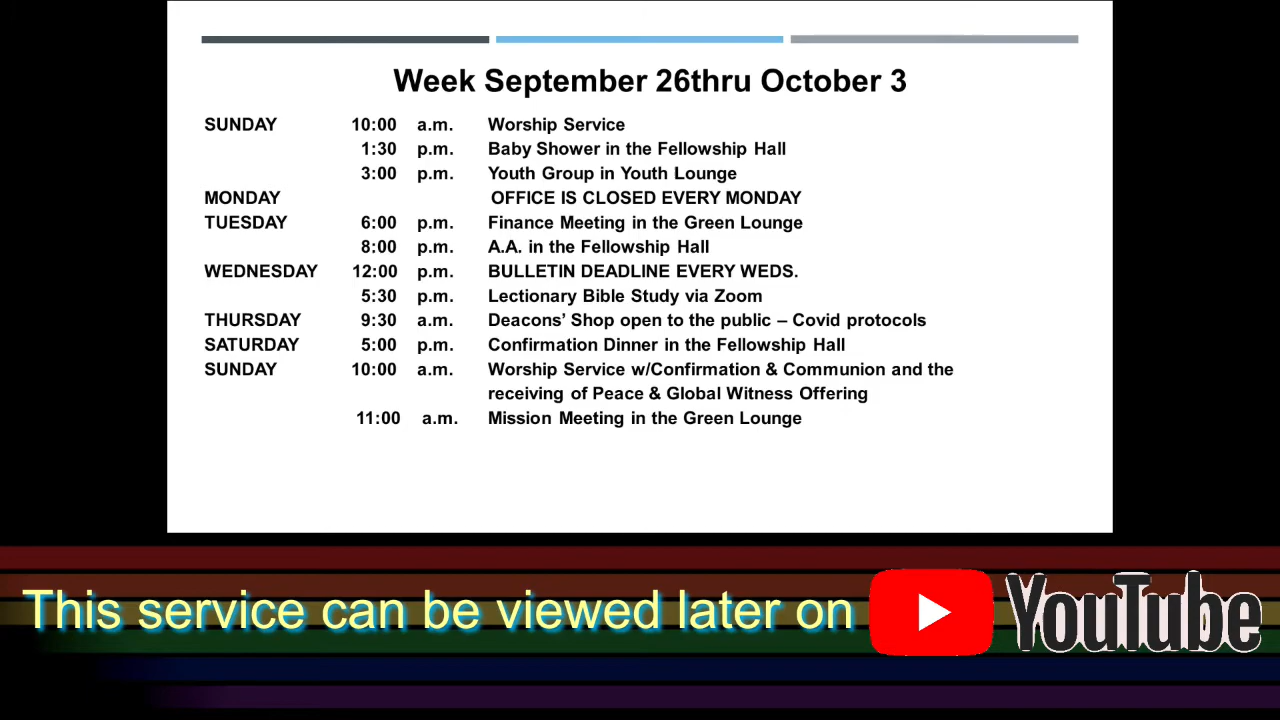 Week September 26thru October 3
SUNDAY 10:00 a.m. Worship Service
1:30 p.m. Baby Shower in the Fellowship Hall
3:00 p.m. Youth Group in Youth Lounge
MONDAY OFFICE IS CLOSED EVERY MONDAY
TUESDAY 6:00 p.m. Finance Meeting in the Green Lounge
8:00 p.m. A.A. in the Fellowship Hall
WEDNESDAY 12:00 p.m. BULLETIN DEADLINE EVERY WEDS.
5:30 p.m. Lectionary Bible Study via Zoom
THURSDAY 9:30 a.m. Deacons’ Shop open to the public – Covid protocols
SATURDAY 5:00 p.m. Confirmation Dinner in the Fellowship Hall
SUNDAY 10:00 a.m. Worship Service w/Confirmation & Communion and the
receiving of Peace & Global Witness Offering
11:00 a.m. Mission Meeting in the Green Lounge
This service can be viewed later on YouTube